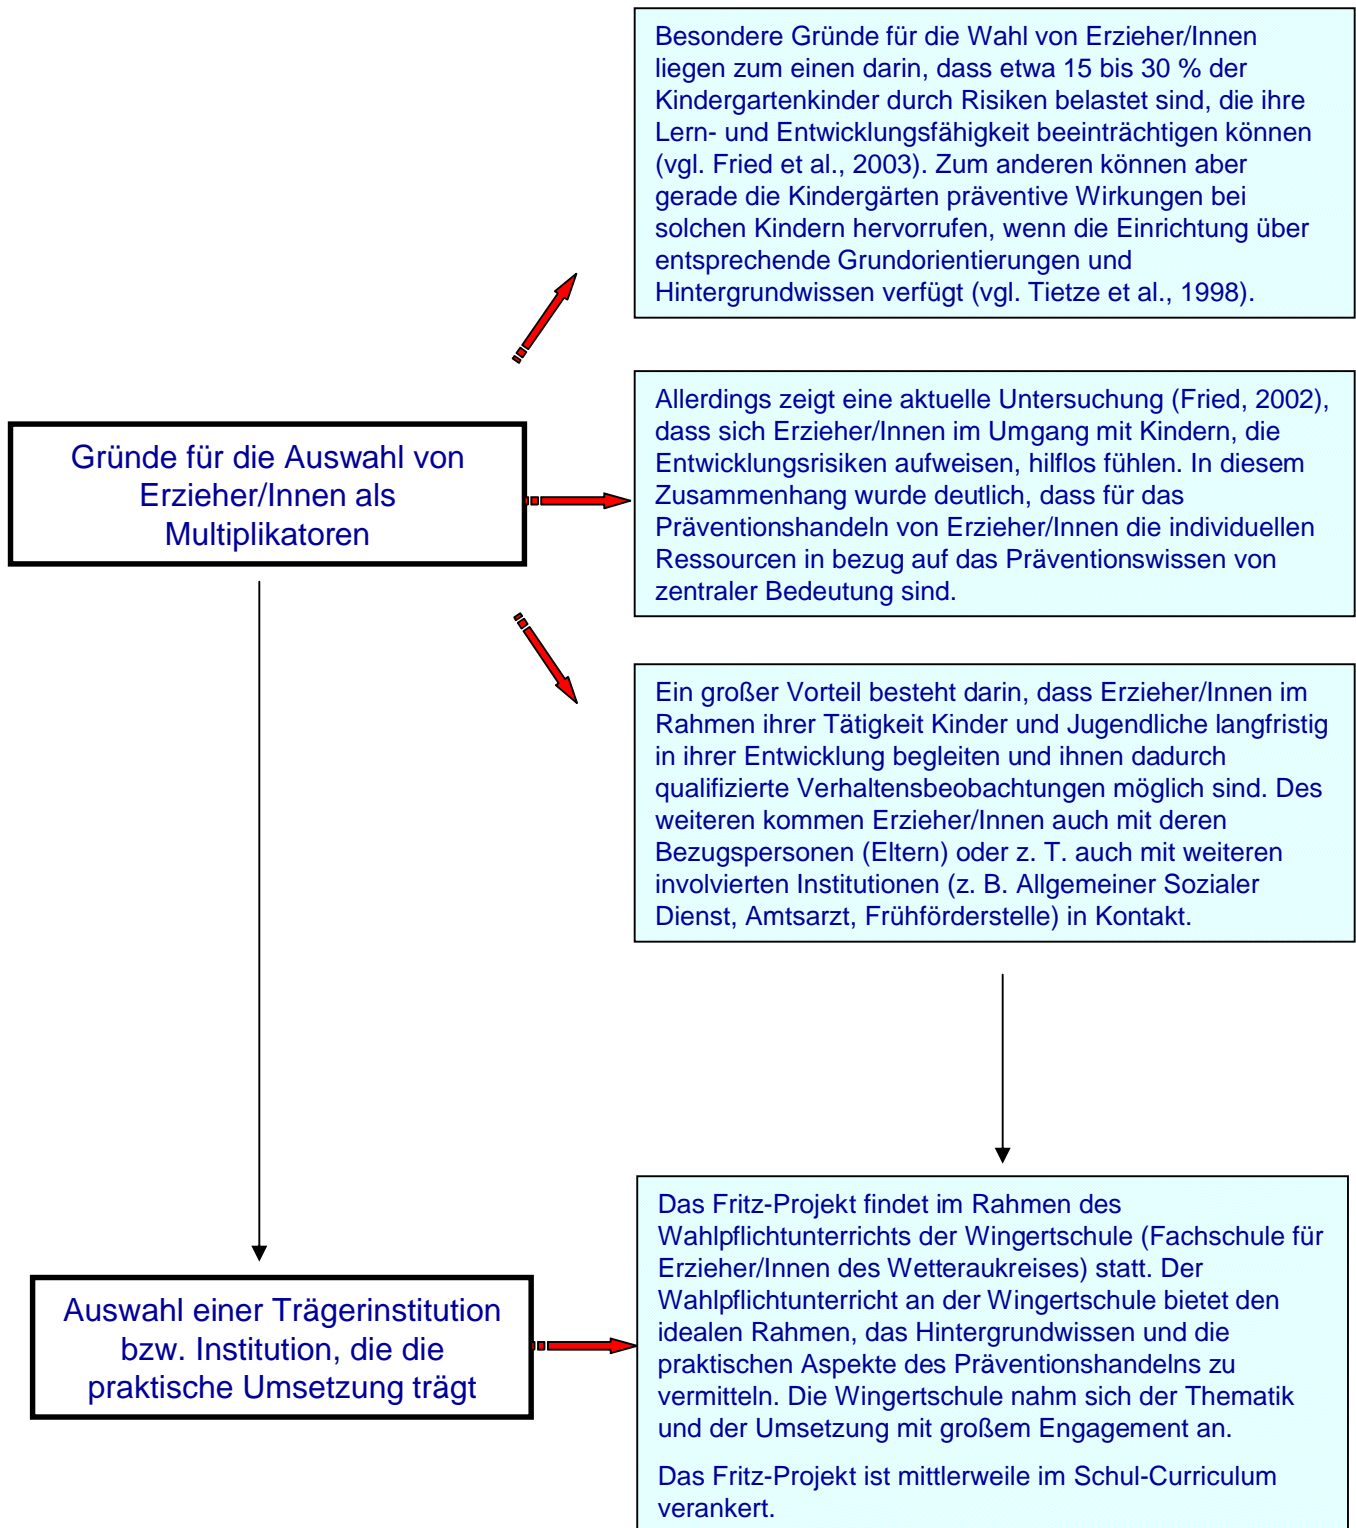 Besondere Gründe für die Wahl von Erzieher/Innen
liegen zum einen darin, dass etwa 15 bis 30 % der
Kindergartenkinder durch Risiken belastet sind, die ihre
Lern- und Entwicklungsfähigkeit beeinträchtigen können
(vgl. Fried et al., 2003). Zum anderen können aber
gerade die Kindergärten präventive Wirkungen bei
solchen Kindern hervorrufen, wenn die Einrichtung über
entsprechende Grundorientierungen und
Hintergrundwissen verfügt (vgl. Tietze et al., 1998).
Gründe für die Auswahl von
Erzieher/Innen als
Multiplikatoren
Allerdings zeigt eine aktuelle Untersuchung (Fried, 2002),
dass sich Erzieher/Innen im Umgang mit Kindern, die
Entwicklungsrisiken aufweisen, hilflos fühlen. In diesem
Zusammenhang wurde deutlich, dass für das
Präventionshandeln von Erzieher/Innen die individuellen
Ressourcen in bezug auf das Präventionswissen von
zentraler Bedeutung sind.
Ein großer Vorteil besteht darin, dass Erzieher/Innen im
Rahmen ihrer Tätigkeit Kinder und Jugendliche langfristig
in ihrer Entwicklung begleiten und ihnen dadurch
qualifizierte Verhaltensbeobachtungen möglich sind. Des
weiteren kommen Erzieher/Innen auch mit deren
Bezugspersonen (Eltern) oder z. T. auch mit weiteren
involvierten Institutionen (z. B. Allgemeiner Sozialer
Dienst, Amtsarzt, Frühförderstelle) in Kontakt.
Auswahl einer Trägerinstitution
bzw. Institution, die die
praktische Umsetzung trägt
Das Fritz-Projekt findet im Rahmen des
Wahlpflichtunterrichts der Wingertschule (Fachschule für
Erzieher/Innen des Wetteraukreises) statt. Der
Wahlpflichtunterricht an der Wingertschule bietet den
idealen Rahmen, das Hintergrundwissen und die
praktischen Aspekte des Präventionshandelns zu
vermitteln. Die Wingertschule nahm sich der Thematik
und der Umsetzung mit großem Engagement an.
Das Fritz-Projekt ist mittlerweile im Schul-Curriculum
verankert.